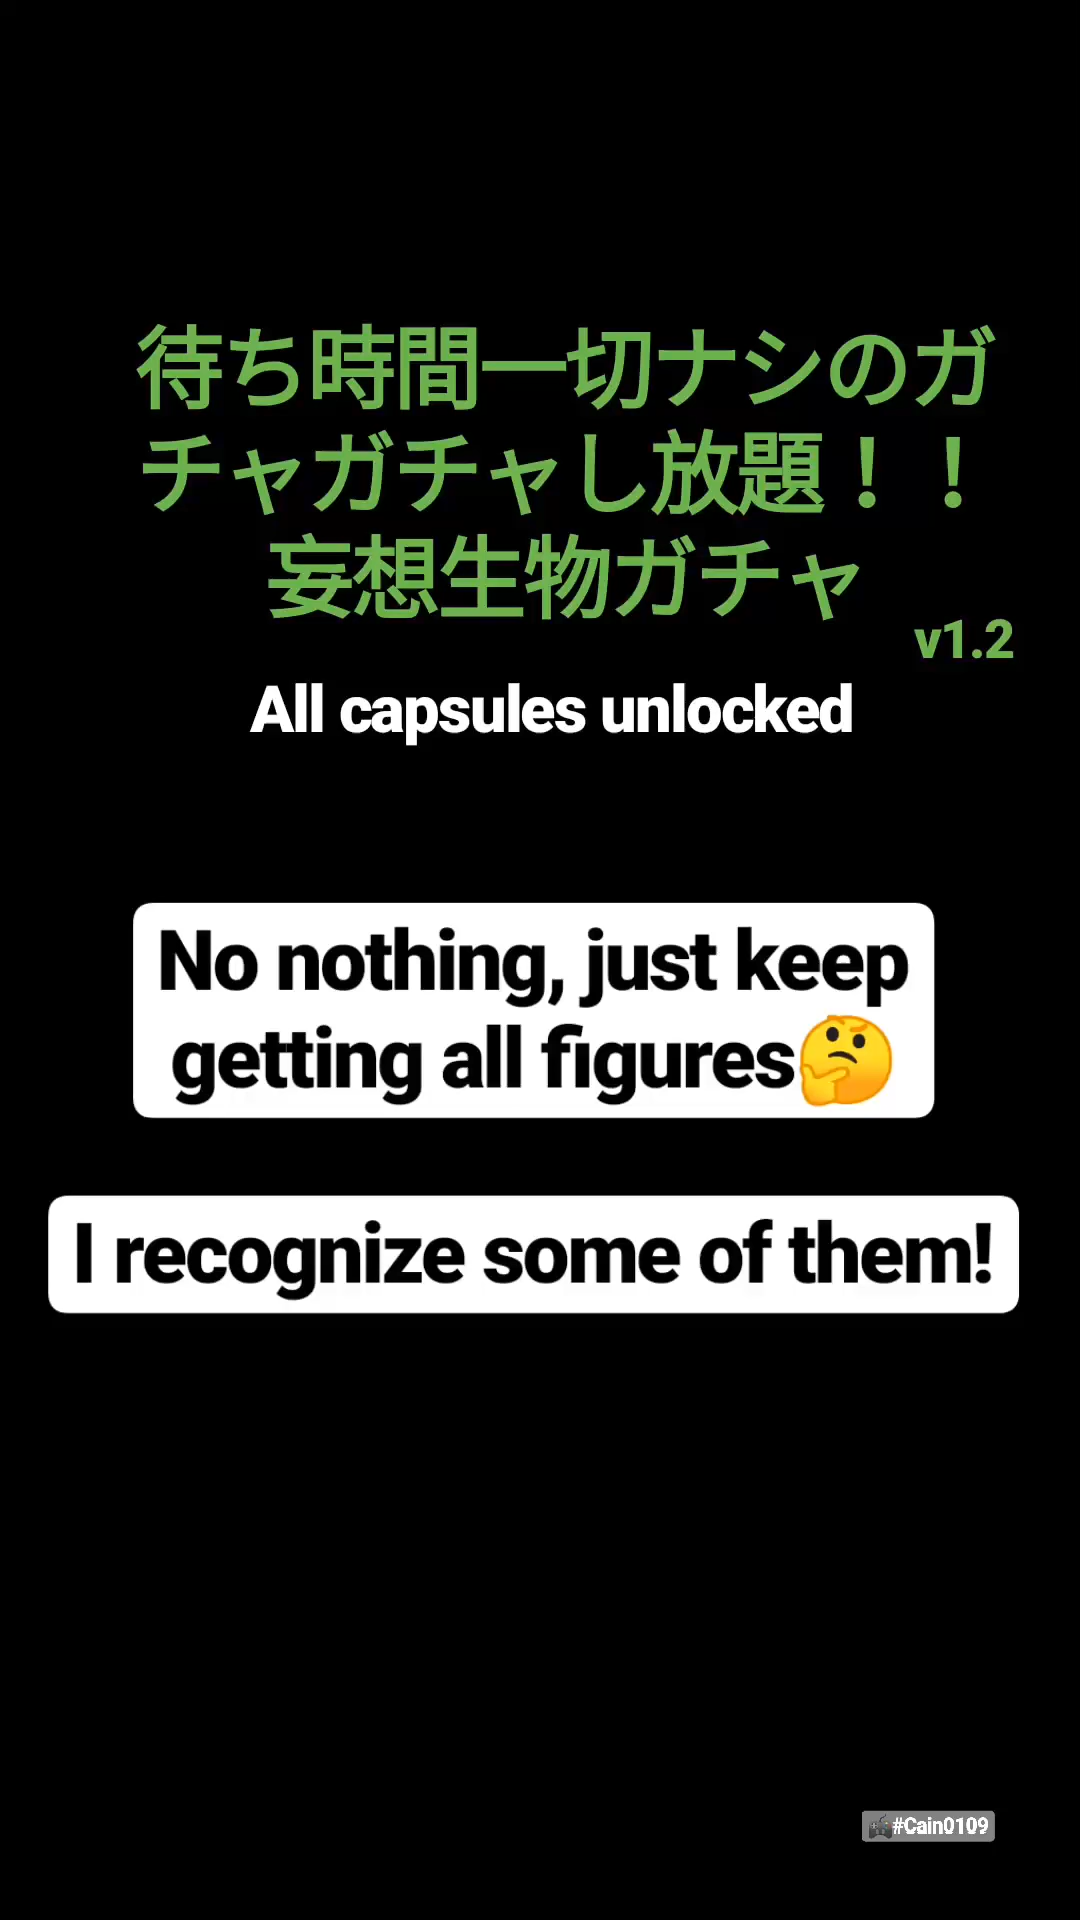 待ち時間一切ナシのガ
チャガチャし放題！！
妄想生物ガチャ
v1.2
All capsules unlocked
No nothing, just keep
getting all figures🤔
I recognize some of them!
🎮#Cain0109